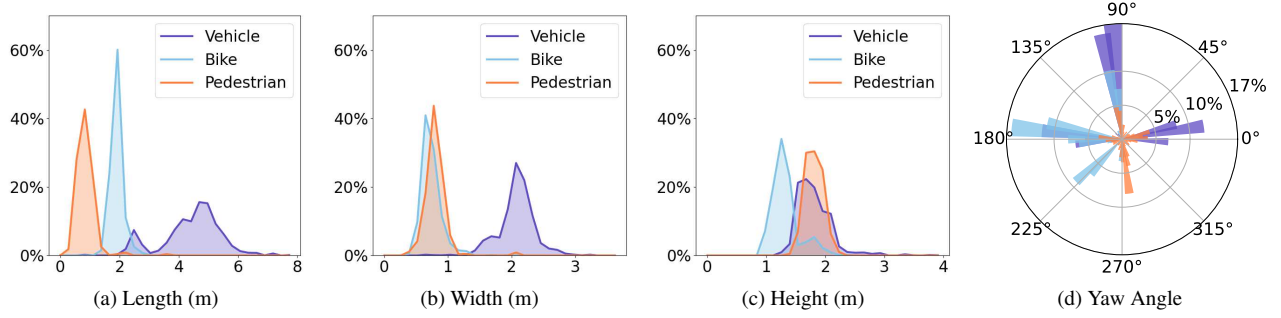 60%
40%
20%
0%
0 2 4 6 8
Vehicle
Bike
Pedestrian
(a) Length (m)
60%
40%
20%
0%
0 1 2 3
Vehicle
Bike
Pedestrian
(b) Width (m)
60%
40%
20%
0%
0 1 2 3 4
Vehicle
Bike
Pedestrian
(c) Height (m)
90°
135° 45°
17%
10%
5%
180° 0°
225° 315°
270°
(d) Yaw Angle